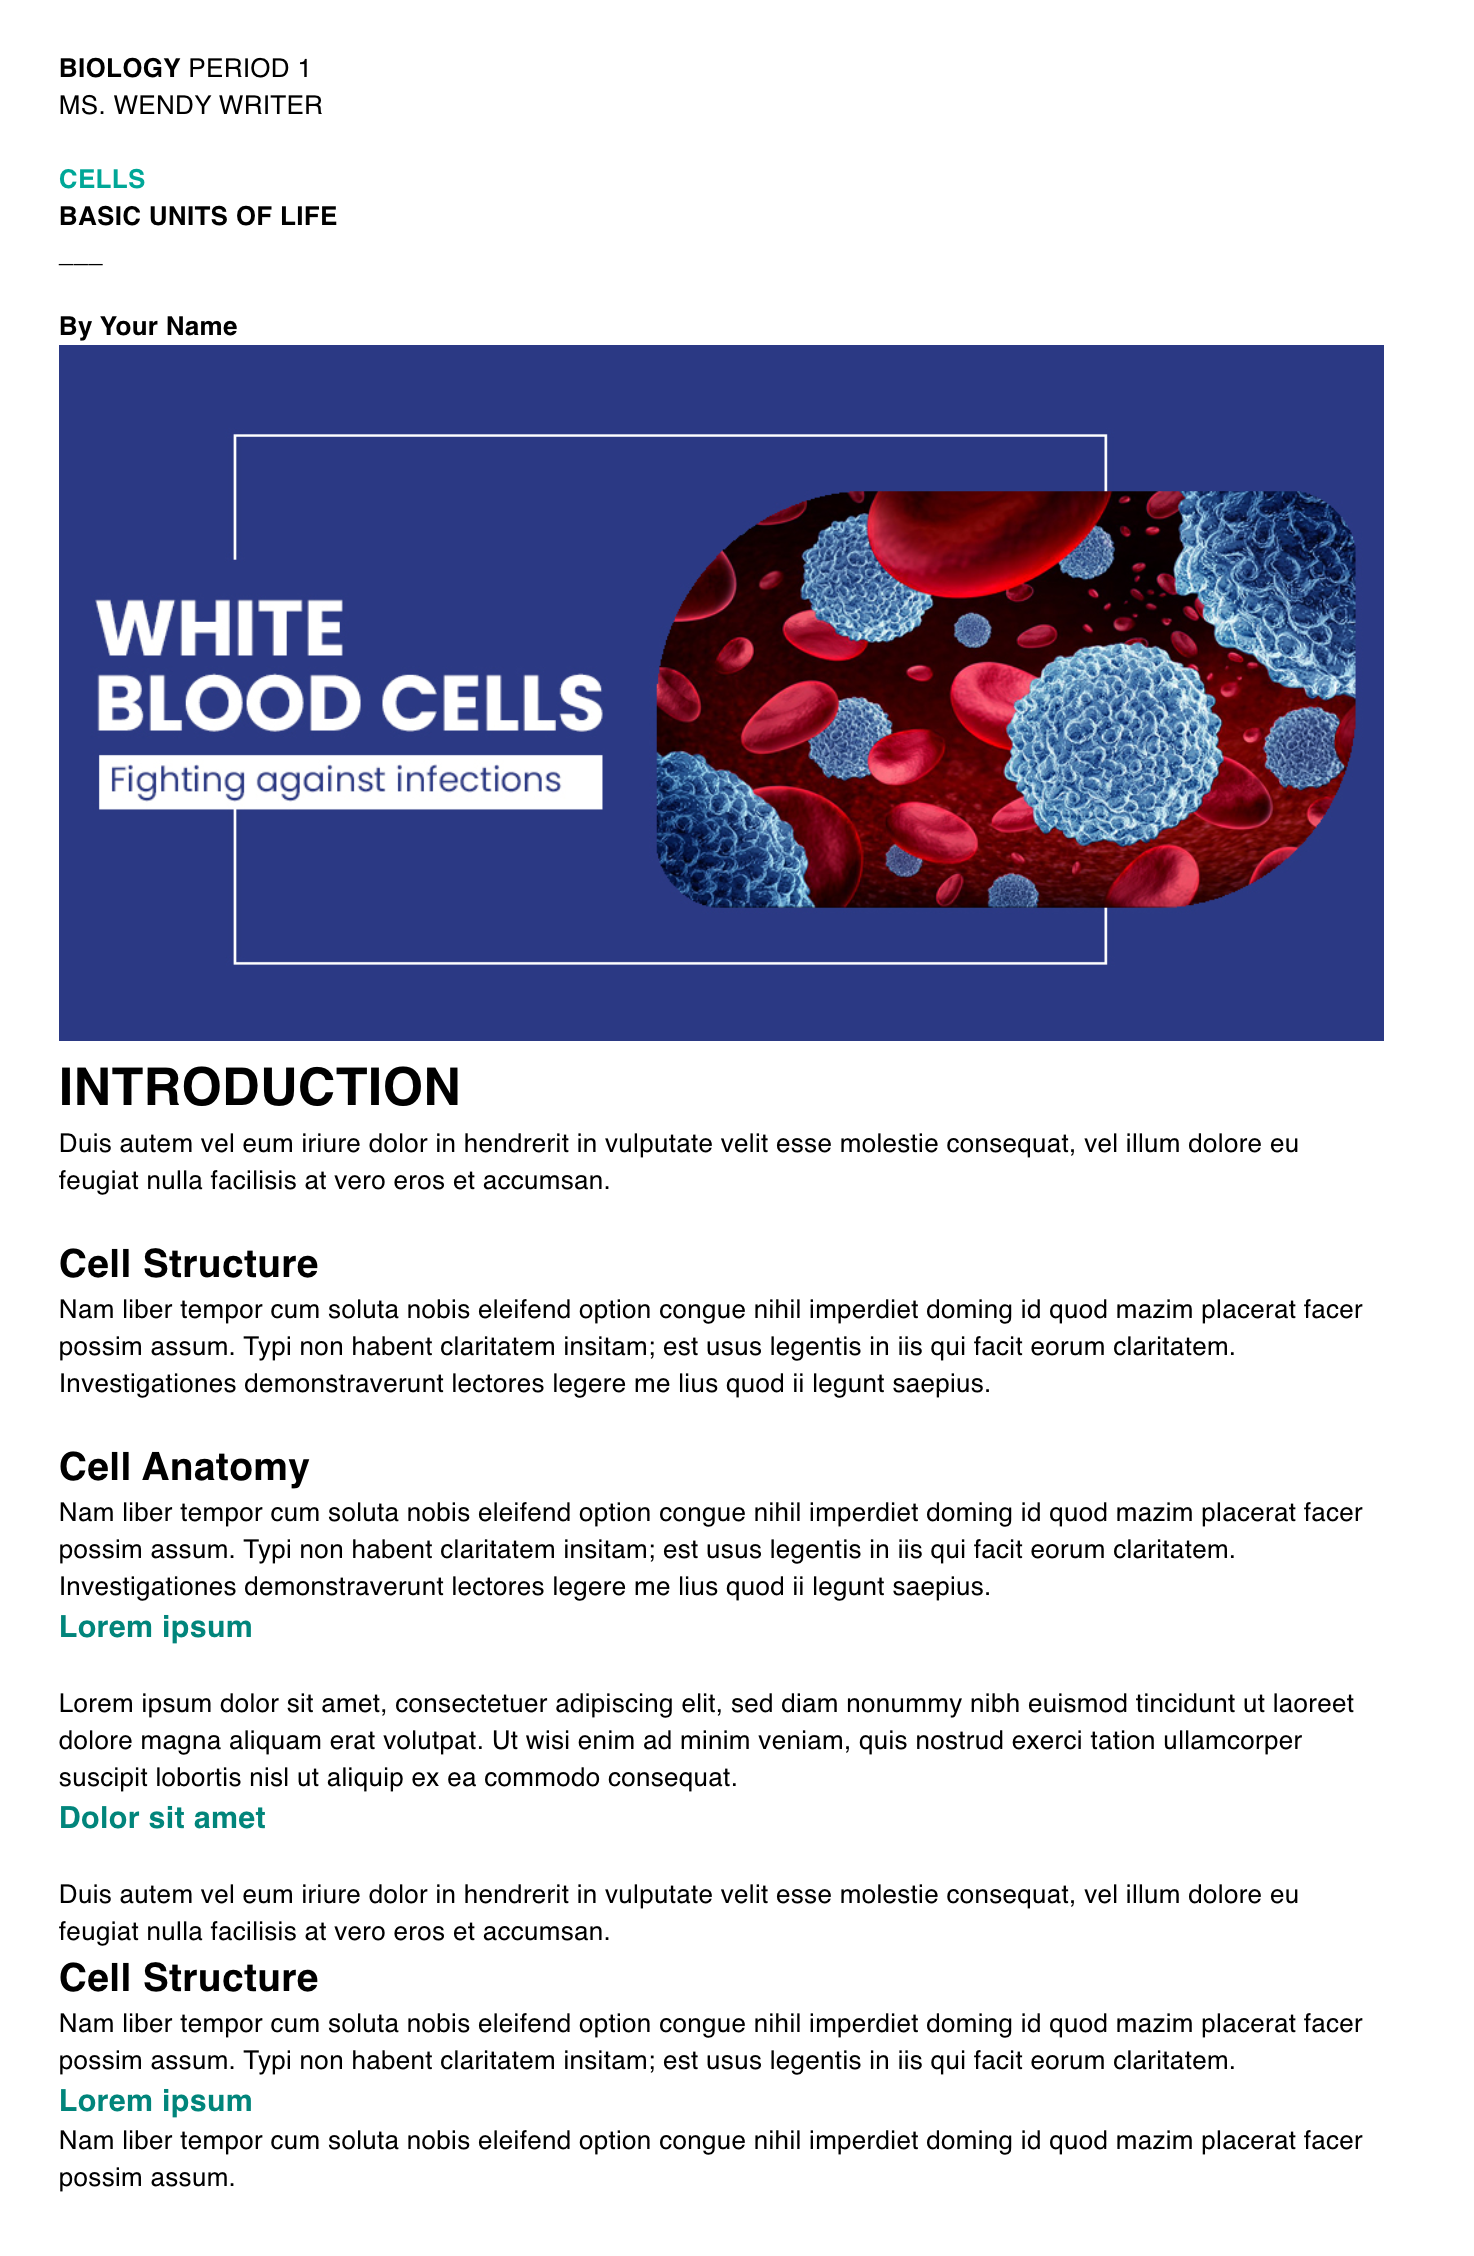 BIOLOGY PERIOD 1
MS. WENDY WRITER
CELLS
BASIC UNITS OF LIFE
___
By Your Name
WHITE
BLOOD CELLS
Fighting against infections
INTRODUCTION
Duis autem vel eum iriure dolor in hendrerit in vulputate velit esse molestie consequat, vel illum dolore eu
feugiat nulla facilisis at vero eros et accumsan.
Cell Structure
Nam liber tempor cum soluta nobis eleifend option congue nihil imperdiet doming id quod mazim placerat facer
possim assum. Typi non habent claritatem insitam; est usus legentis in iis qui facit eorum claritatem.
Investigationes demonstraverunt lectores legere me lius quod ii legunt saepius.
Cell Anatomy
Nam liber tempor cum soluta nobis eleifend option congue nihil imperdiet doming id quod mazim placerat facer
possim assum. Typi non habent claritatem insitam; est usus legentis in iis qui facit eorum claritatem.
Investigationes demonstraverunt lectores legere me lius quod ii legunt saepius.
Lorem ipsum
Lorem ipsum dolor sit amet, consectetuer adipiscing elit, sed diam nonummy nibh euismod tincidunt ut laoreet
dolore magna aliquam erat volutpat. Ut wisi enim ad minim veniam, quis nostrud exerci tation ullamcorper
suscipit lobortis nisl ut aliquip ex ea commodo consequat.
Dolor sit amet
Duis autem vel eum iriure dolor in hendrerit in vulputate velit esse molestie consequat, vel illum dolore eu
feugiat nulla facilisis at vero eros et accumsan.
Cell Structure
Nam liber tempor cum soluta nobis eleifend option congue nihil imperdiet doming id quod mazim placerat facer
possim assum. Typi non habent claritatem insitam; est usus legentis in iis qui facit eorum claritatem.
Lorem ipsum
Nam liber tempor cum soluta nobis eleifend option congue nihil imperdiet doming id quod mazim placerat facer
possim assum.